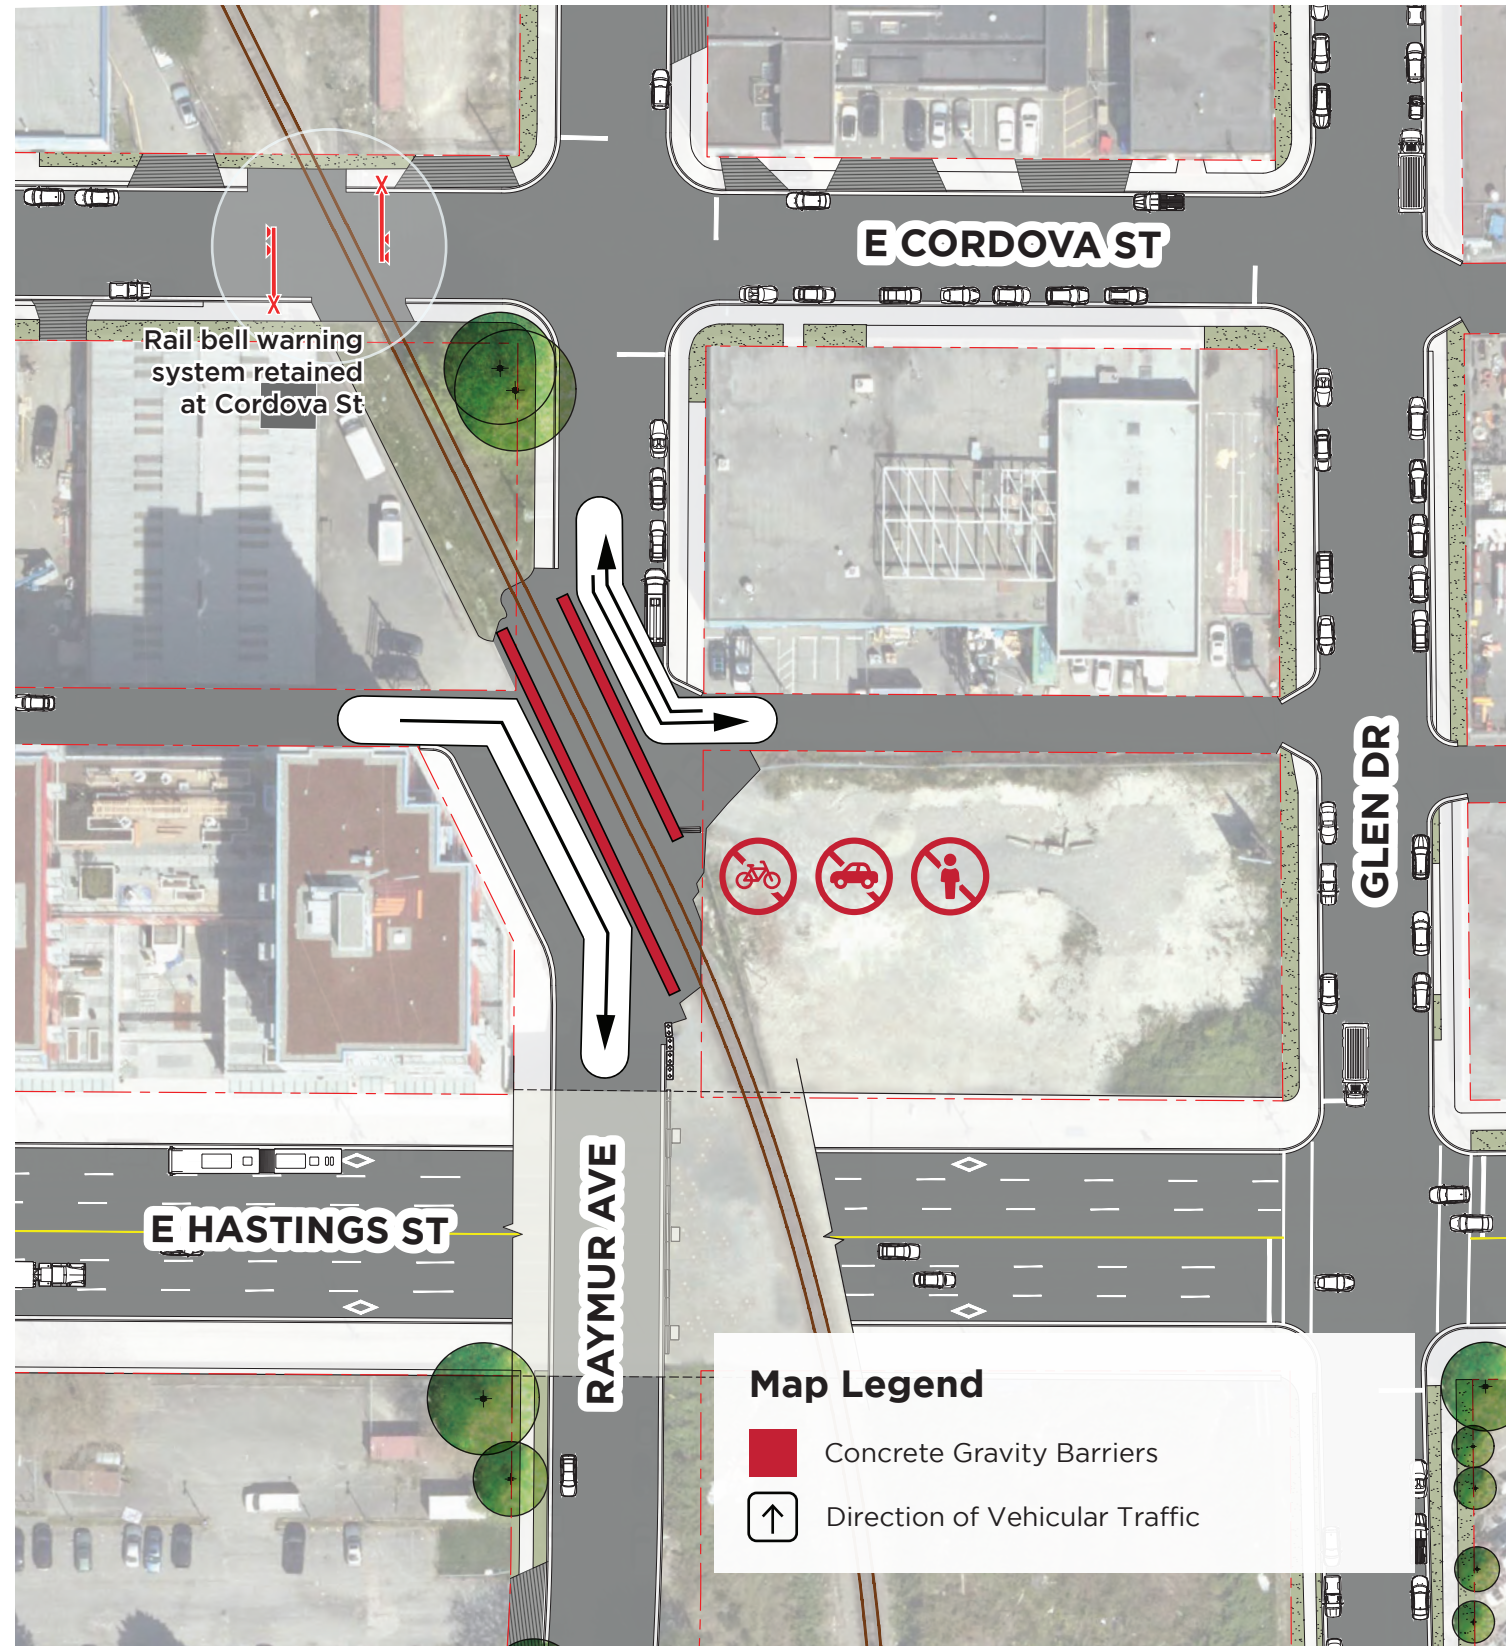 E CORDOVA ST
Rail bell warning
system retained
at Cordova St
GLEN DR
E HASTINGS ST
RAYMUR AVE
Map Legend
Concrete Gravity Barriers
Direction of Vehicular Traffic